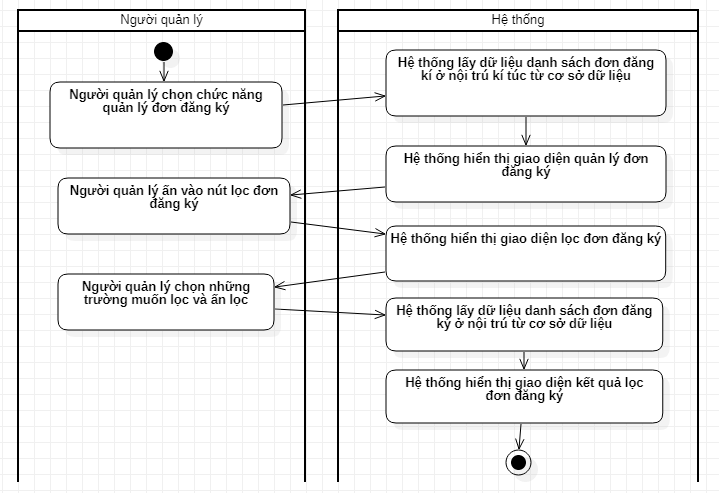 Người quản lý
Hệ thống
Người quản lý chọn chức năng
quản lý đơn đăng ký
Hệ thống lấy dữ liệu danh sách đơn đăng
kí ở nội trú kí túc từ cơ sở dữ liệu
Hệ thống hiển thị giao diện quản lý đơn
đăng ký
Người quản lý ấn vào nút lọc đơn
đăng ký
Hệ thống hiển thị giao diện lọc đơn đăng ký
Người quản lý chọn những
trường muốn lọc và ấn lọc
Hệ thống lấy dữ liệu danh sách đơn đăng
ký ở nội trú từ cơ sở dữ liệu
Hệ thống hiển thị giao diện kết quả lọc
đơn đăng ký